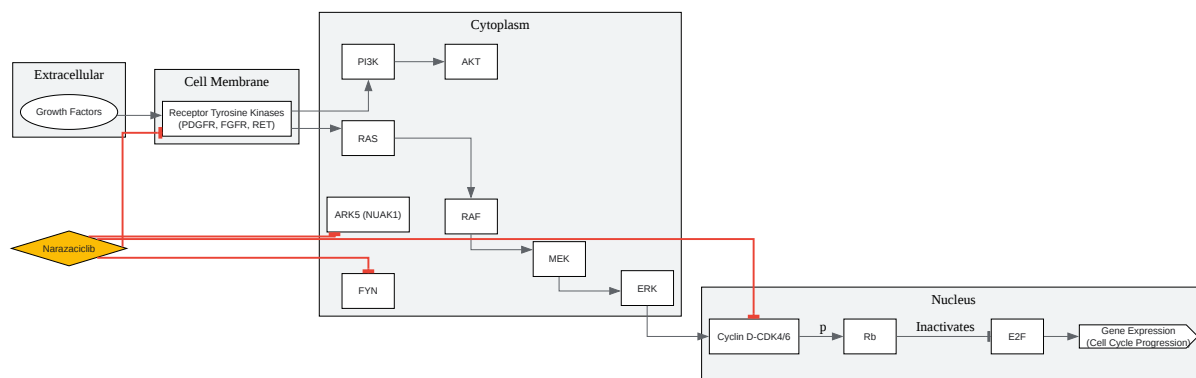 Cytoplasm
PI3K
AKT
Extracellular
Growth Factors
Cell Membrane
Receptor Tyrosine Kinases
(PDGFR, FGFR, RET)
RAS
ARK5 (NUAK1)
RAF
Narazaciclib
MEK
FYN
ERK
Nucleus
Cyclin D-CDK4/6
p
Rb
Inactivates
E2F
Gene Expression
(Cell Cycle Progression)